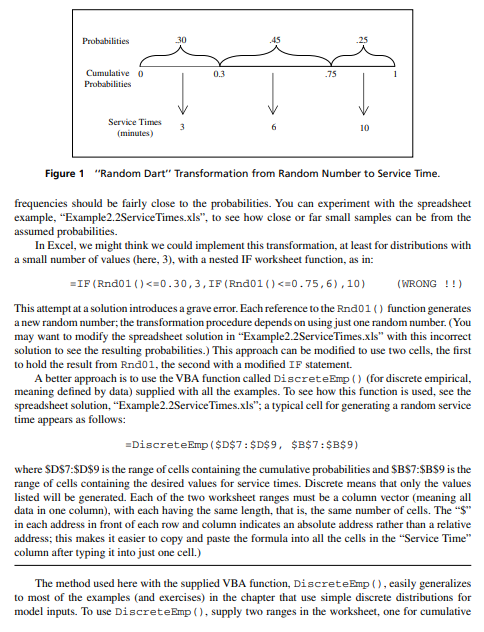 Probabilities .30 .45 .25
Cumulative 0 0.3 .75 1
Probabilities
Service Times
(minutes) 3 6 10
Figure 1 "Random Dart" Transformation from Random Number to Service Time.
frequencies should be fairly close to the probabilities. You can experiment with the spreadsheet
example, “Example2.2ServiceTimes.xls”, to see how close or far small samples can be from the
assumed probabilities.
In Excel, we might think we could implement this transformation, at least for distributions with
a small number of values (here, 3), with a nested IF worksheet function, as in:
=IF(Rnd01()<=0.30,3,IF(Rnd01()<=0.75,6),10) (WRONG !!)
This attempt at a solution introduces a grave error. Each reference to the Rnd01() function generates
a new random number; the transformation procedure depends on using just one random number. (You
may want to modify the spreadsheet solution in “Example2.2ServiceTimes.xls” with this incorrect
solution to see the resulting probabilities.) This approach can be modified to use two cells, the first
to hold the result from Rnd01, the second with a modified IF statement.
A better approach is to use the VBA function called DiscreteEmp() (for discrete empirical,
meaning defined by data) supplied with all the examples. To see how this function is used, see the
spreadsheet solution, “Example2.2ServiceTimes.xls”; a typical cell for generating a random service
time appears as follows:
=DiscreteEmp($D$7:$D$9, $B$7:$B$9)
where $D$7:$D$9 is the range of cells containing the cumulative probabilities and $B$7:$B$9 is the
range of cells containing the desired values for service times. Discrete means that only the values
listed will be generated. Each of the two worksheet ranges must be a column vector (meaning all
data in one column), with each having the same length, that is, the same number of cells. The “$”
in each address in front of each row and column indicates an absolute address rather than a relative
address; this makes it easier to copy and paste the formula into all the cells in the “Service Time”
column after typing it into just one cell.)
The method used here with the supplied VBA function, DiscreteEmp(), easily generalizes
to most of the examples (and exercises) in the chapter that use simple discrete distributions for
model inputs. To use DiscreteEmp(), supply two ranges in the worksheet, one for cumulative